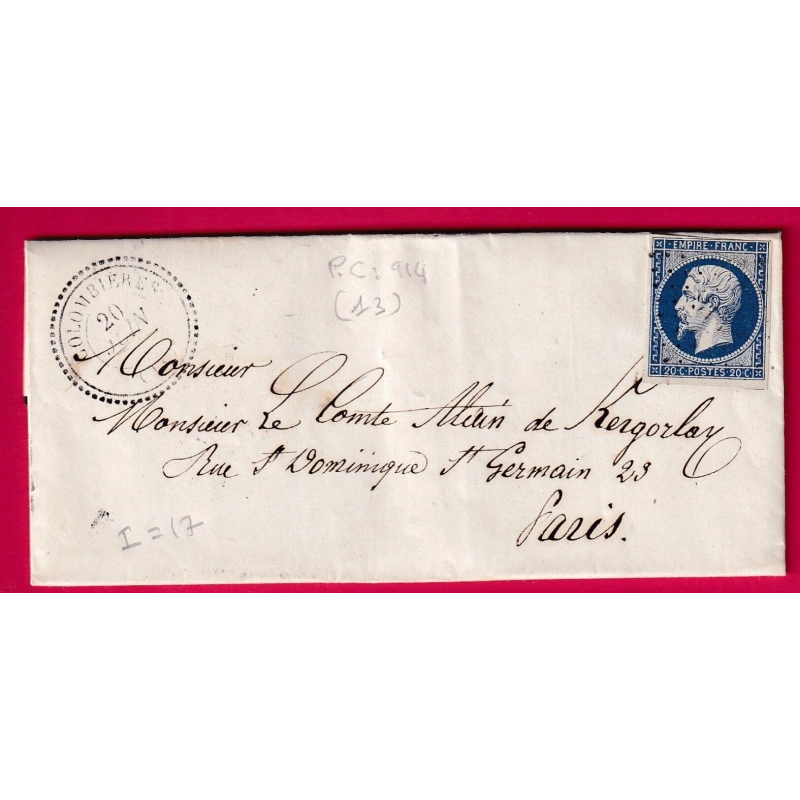 EMPIRE·FRANC·
20·C·POSTES·20·C·
P.C: 914
(13)
COLOMBIERES
20
Monsieur
Monsieur Le Comte Alain de Kergorlay
Rue St Dominique St Germain 23
Paris.
I=17